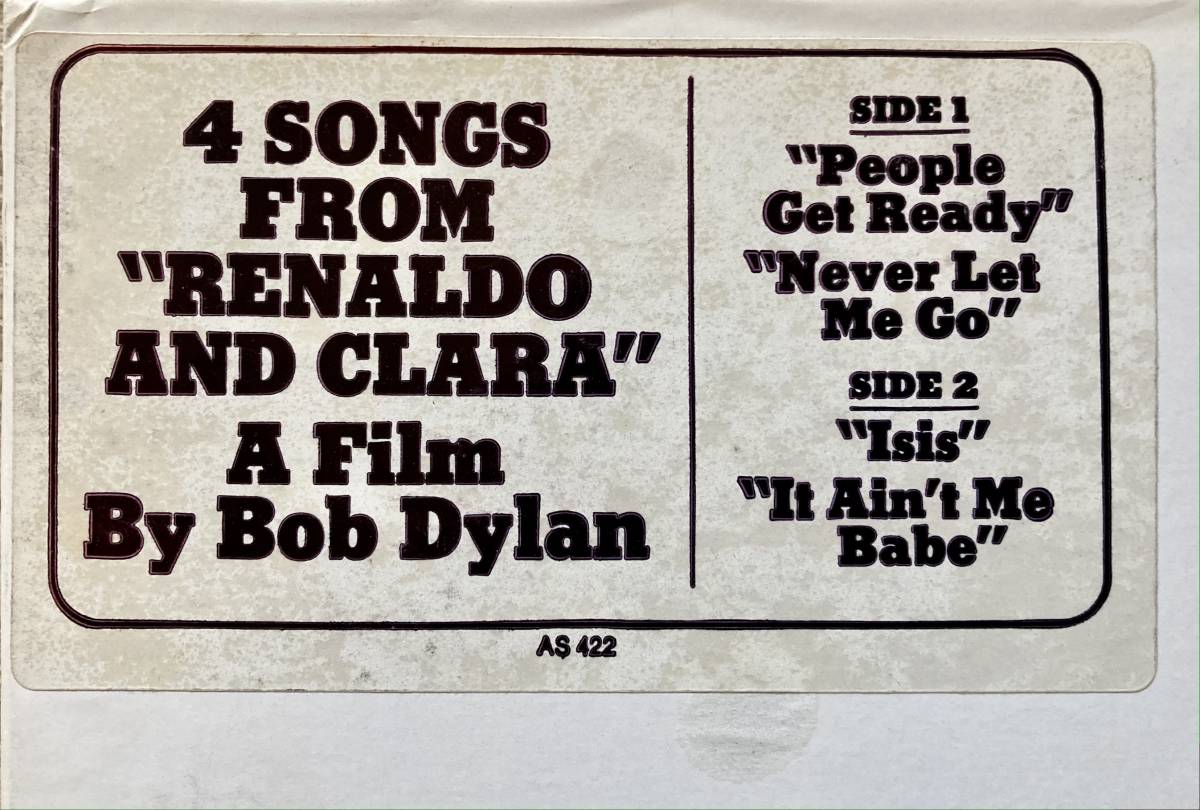 4 SONGS
FROM
"RENALDO
AND CLARA"
A Film
By Bob Dylan
SIDE 1
"People
Get Ready"
"Never Let
Me Go"
SIDE 2
"Isis"
"It Ain't Me
Babe"
AS 422